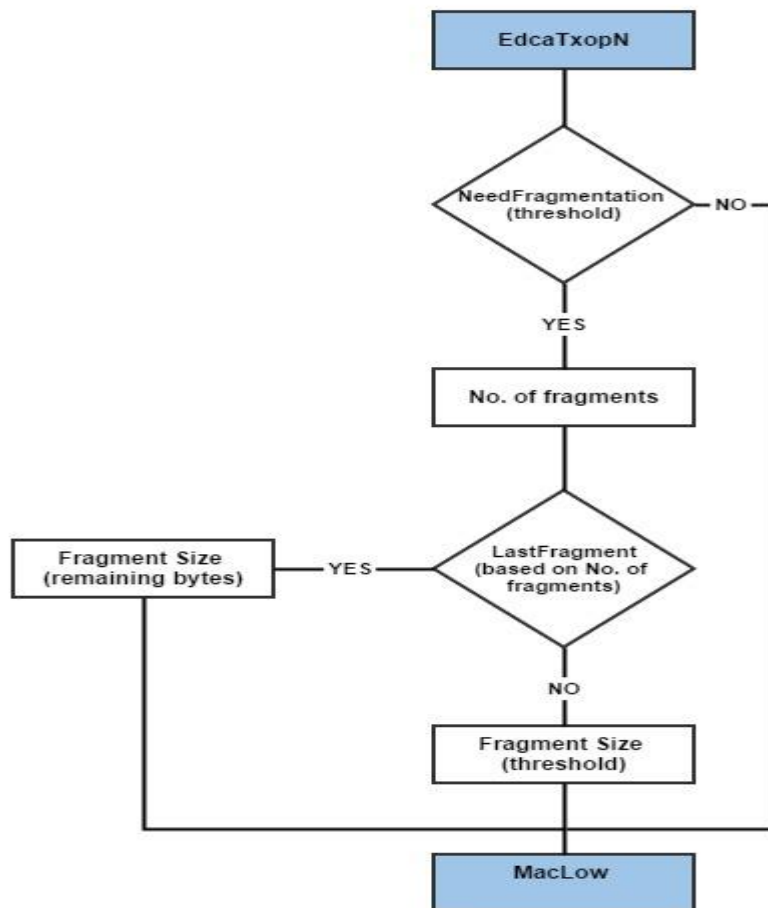 EdcaTxopN
NeedFragmentation
(threshold)
NO
YES
No. of fragments
LastFragment
(based on No. of
fragments)
YES
Fragment Size
(remaining bytes)
NO
Fragment Size
(threshold)
MacLow